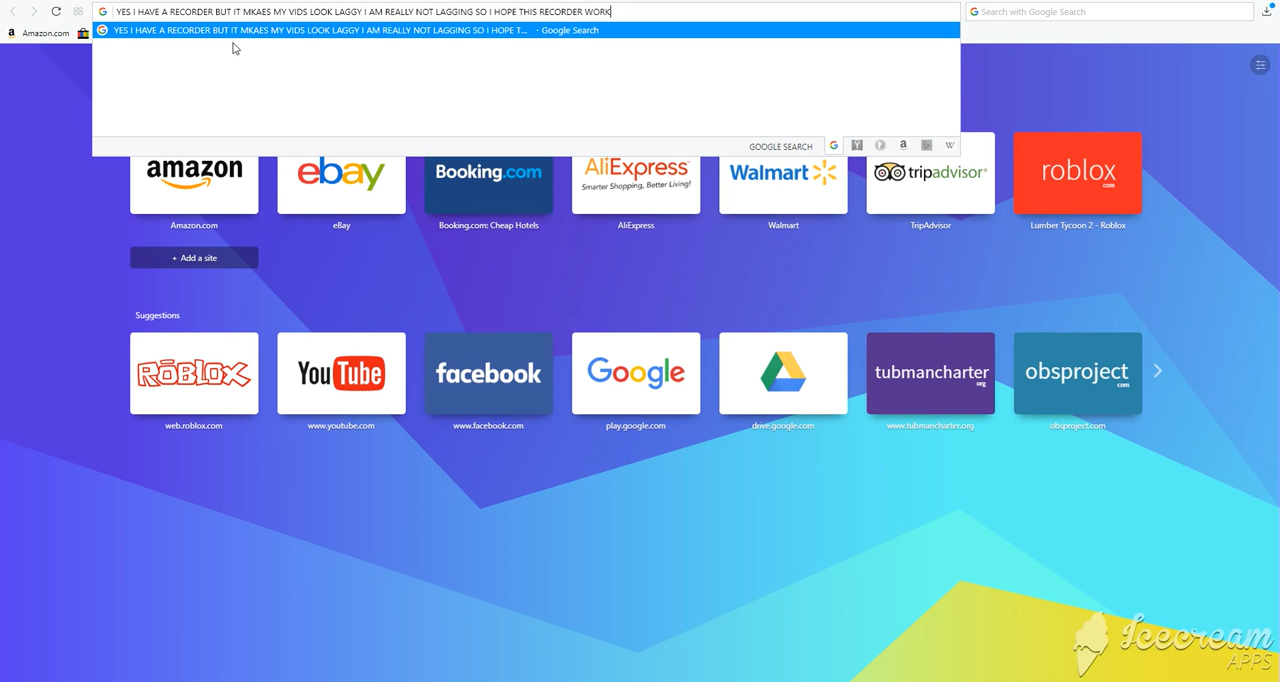 YES I HAVE A RECORDER BUT IT MKAES MY VIDS LOOK LAGGY I AM REALLY NOT LAGGING SO I HOPE THIS RECORDER WORK
Search with Google Search
Amazon.com
YES I HAVE A RECORDER BUT IT MKAES MY VIDS LOOK LAGGY I AM REALLY NOT LAGGING SO I HOPE T... - Google Search
GOOGLE SEARCH
amazon
ebay
Booking.com
AliExpress
Smarter Shopping, Better Living!
Walmart
tripadvisor
roblox
com
Amazon.com
eBay
Booking.com: Cheap Hotels
AliExpress
Walmart
TripAdvisor
Lumber Tycoon 2 - Roblox
+ Add a site
Suggestions
ROBLOX
YouTube
facebook
Google
tubmancharter
org
obsproject
com
web.roblox.com
www.youtube.com
www.facebook.com
play.google.com
drive.google.com
www.tubmancharter.org
obsproject.com
Icecream
APPS